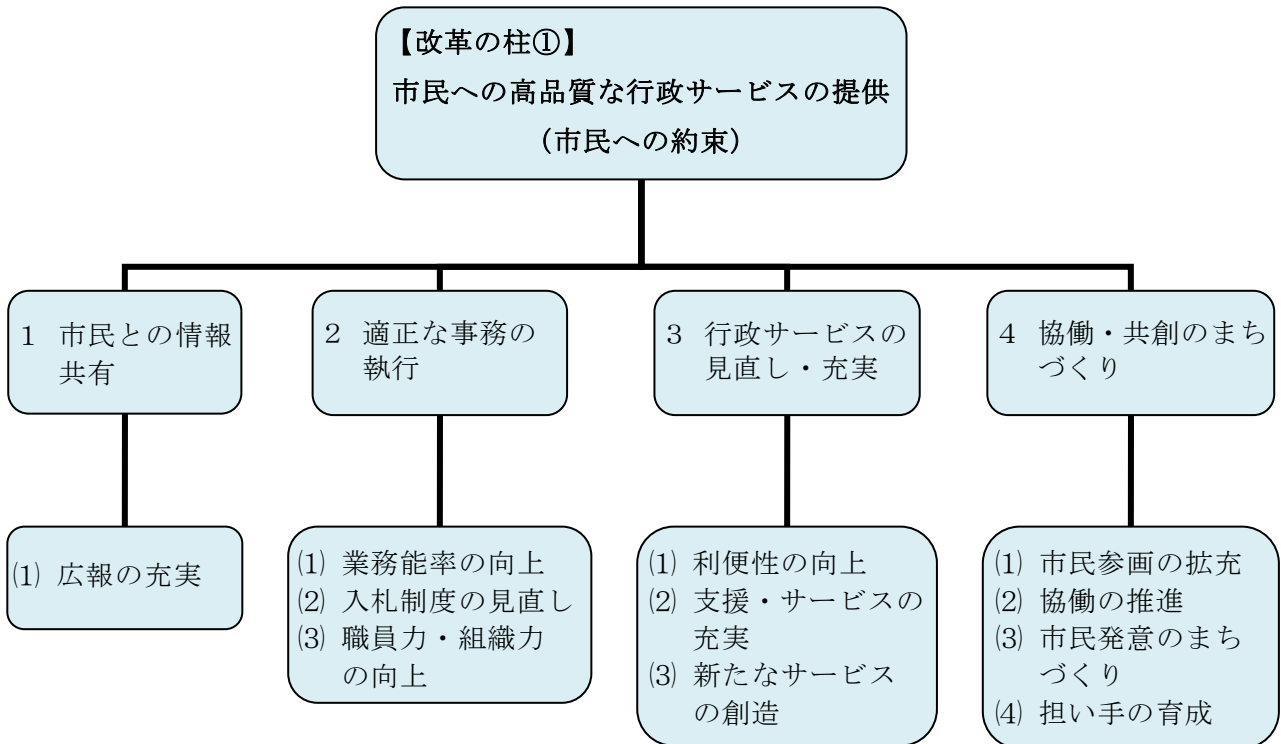 【改革の柱①】
市民への高品質な行政サービスの提供
(市民への約束)
1 市民との情報
共有
2 適正な事務の
執行
3 行政サービスの
見直し・充実
4 協働・共創のまち
づくり
⑴ 広報の充実
⑴ 業務能率の向上
⑵ 入札制度の見直し
⑶ 職員力・組織力
の向上
⑴ 利便性の向上
⑵ 支援・サービスの
充実
⑶ 新たなサービス
の創造
⑴ 市民参画の拡充
⑵ 協働の推進
⑶ 市民発意のまち
づくり
⑷ 担い手の育成